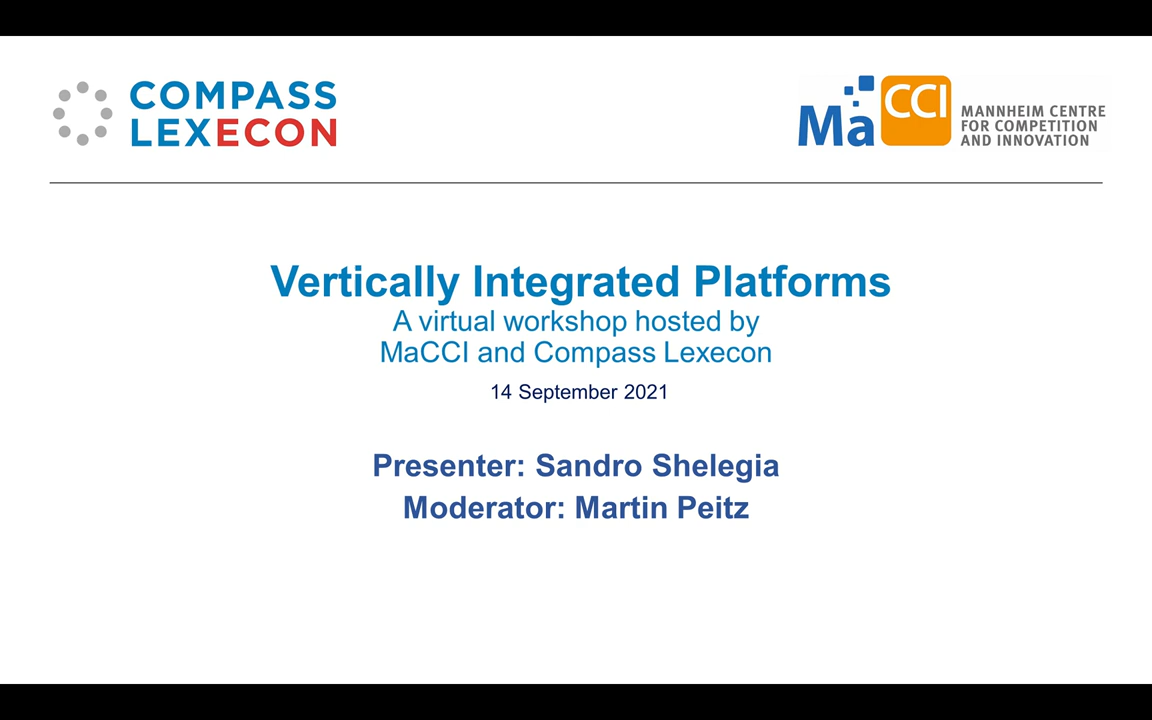 COMPASS
LEXECON
MaCCI
MANNHEIM CENTRE
FOR COMPETITION
AND INNOVATION
Vertically Integrated Platforms
A virtual workshop hosted by
MaCCI and Compass Lexecon
14 September 2021
Presenter: Sandro Shelegia
Moderator: Martin Peitz